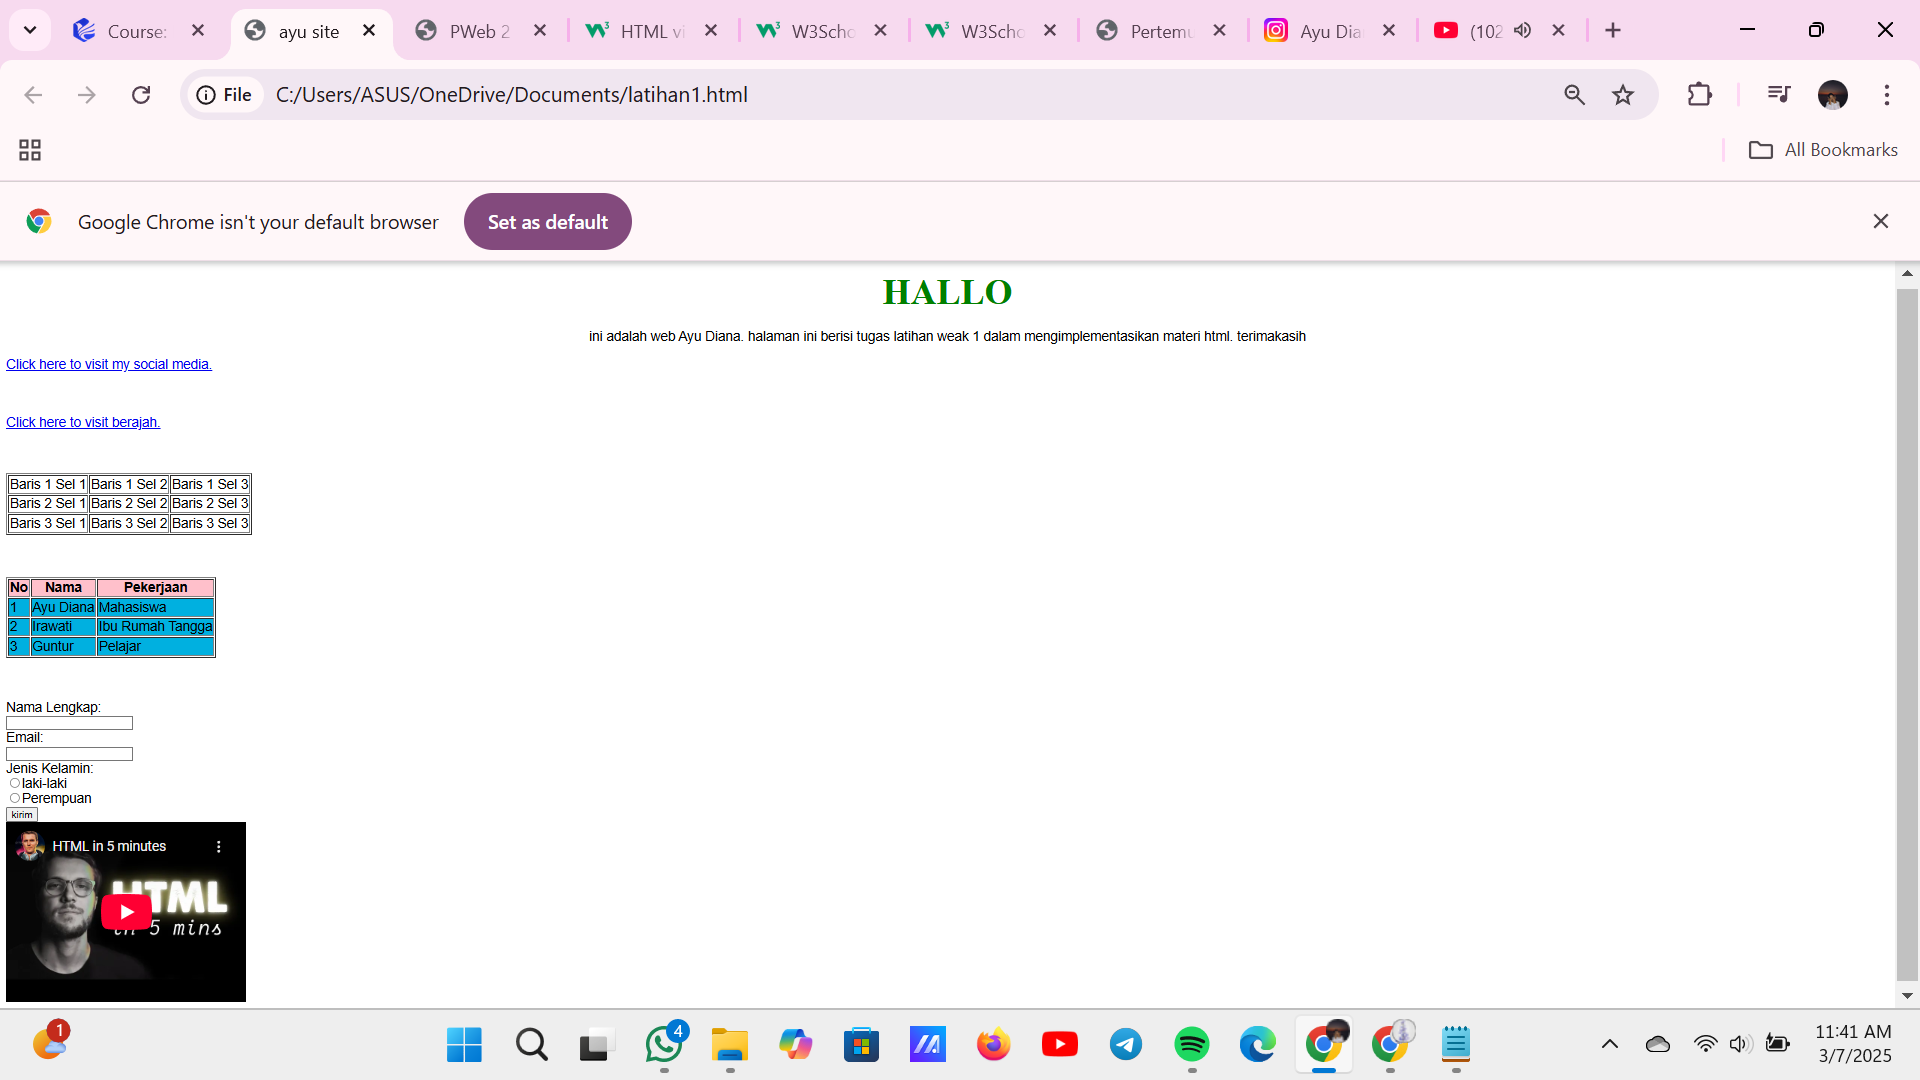 Course:
ayu site
PWeb 2
HTML vi
W3Scho
W3Scho
Pertemu
Ayu Dia
(102
File
C:/Users/ASUS/OneDrive/Documents/latihan1.html
All Bookmarks
Google Chrome isn't your default browser
Set as default
HALLO
ini adalah web Ayu Diana. halaman ini berisi tugas latihan weak 1 dalam mengimplementasikan materi html. terimakasih
Click here to visit my social media.
Click here to visit berajah.
Baris 1 Sel 1 Baris 1 Sel 2 Baris 1 Sel 3
Baris 2 Sel 1 Baris 2 Sel 2 Baris 2 Sel 3
Baris 3 Sel 1 Baris 3 Sel 2 Baris 3 Sel 3
No Nama Pekerjaan
1 Ayu Diana Mahasiswa
2 Irawati Ibu Rumah Tangga
3 Guntur Pelajar
Nama Lengkap:
Email:
Jenis Kelamin:
laki-laki
Perempuan
kirim
HTML in 5 minutes
HTML
in 5 mins
1
4
11:41 AM
3/7/2025